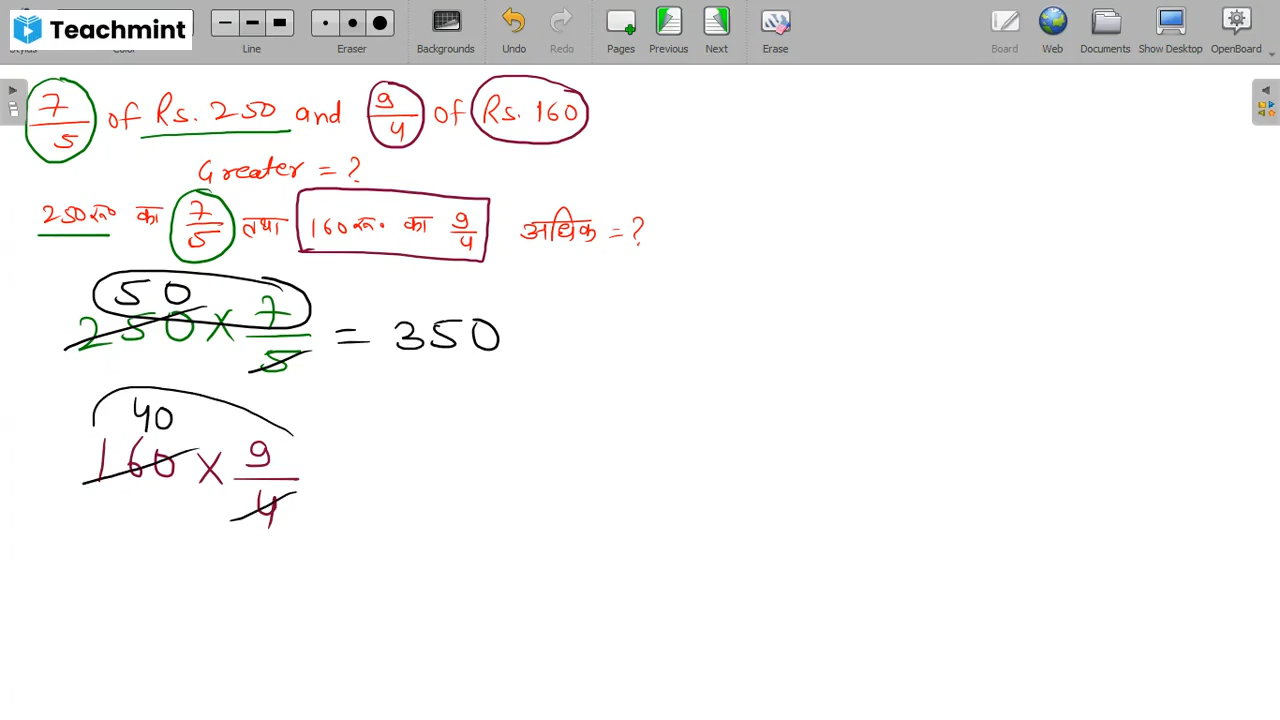 Teachmint
Line
Eraser
Backgrounds
Undo
Redo
Pages
Previous
Next
Erase
Board
Web
Documents
Show Desktop
OpenBoard
7/5 of Rs. 250 and 9/4 of Rs. 160
Greater = ?
250रू० का 7/5 तथा 160रू० का 9/4 अधिक = ?
50
250 × 7/5 = 350
40
160 × 9/4